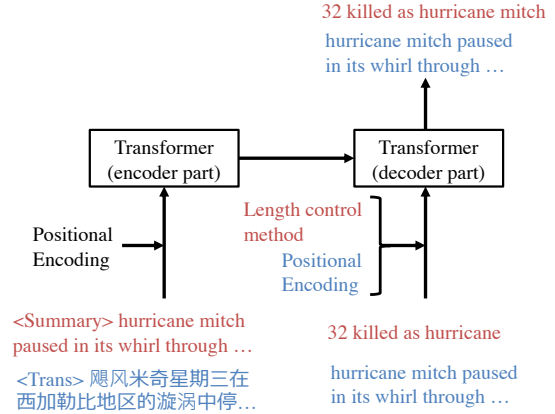 32 killed as hurricane mitch
hurricane mitch paused
in its whirl through …
Transformer
(encoder part)
Transformer
(decoder part)
Positional
Encoding
Length control
method
Positional
Encoding
<Summary> hurricane mitch
paused in its whirl through …
<Trans> 飓风米奇星期三在
西加勒比地区的漩涡中停…
32 killed as hurricane
hurricane mitch paused
in its whirl through …